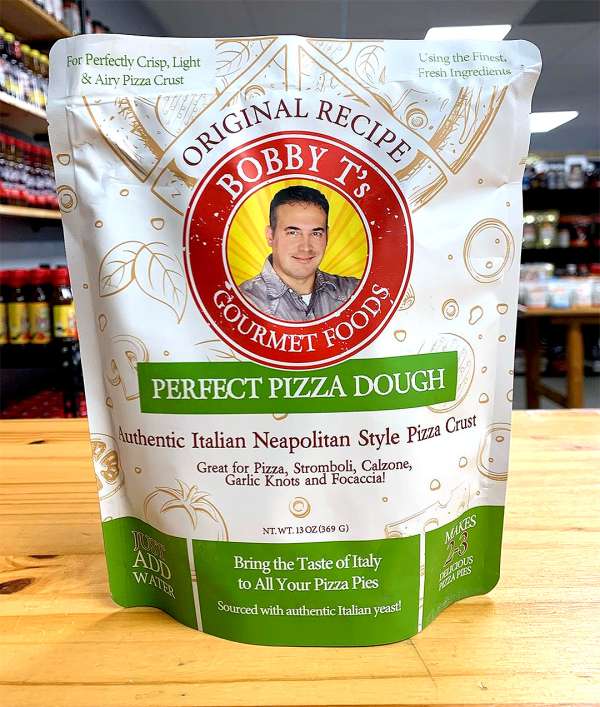 For Perfectly Crisp, Light
& Airy Pizza Crust
Using the Finest,
Fresh Ingredients
ORIGINAL RECIPE
BOBBY T's
GOURMET FOODS
PERFECT PIZZA DOUGH
Authentic Italian Neapolitan Style Pizza Crust
Great for Pizza, Stromboli, Calzone,
Garlic Knots and Focaccia!
NT. WT. 13 OZ (369 G)
JUST
ADD
WATER
Bring the Taste of Italy
to All Your Pizza Pies
Sourced with authentic Italian yeast!
MAKES
2-3
DELICIOUS
PIZZA PIES